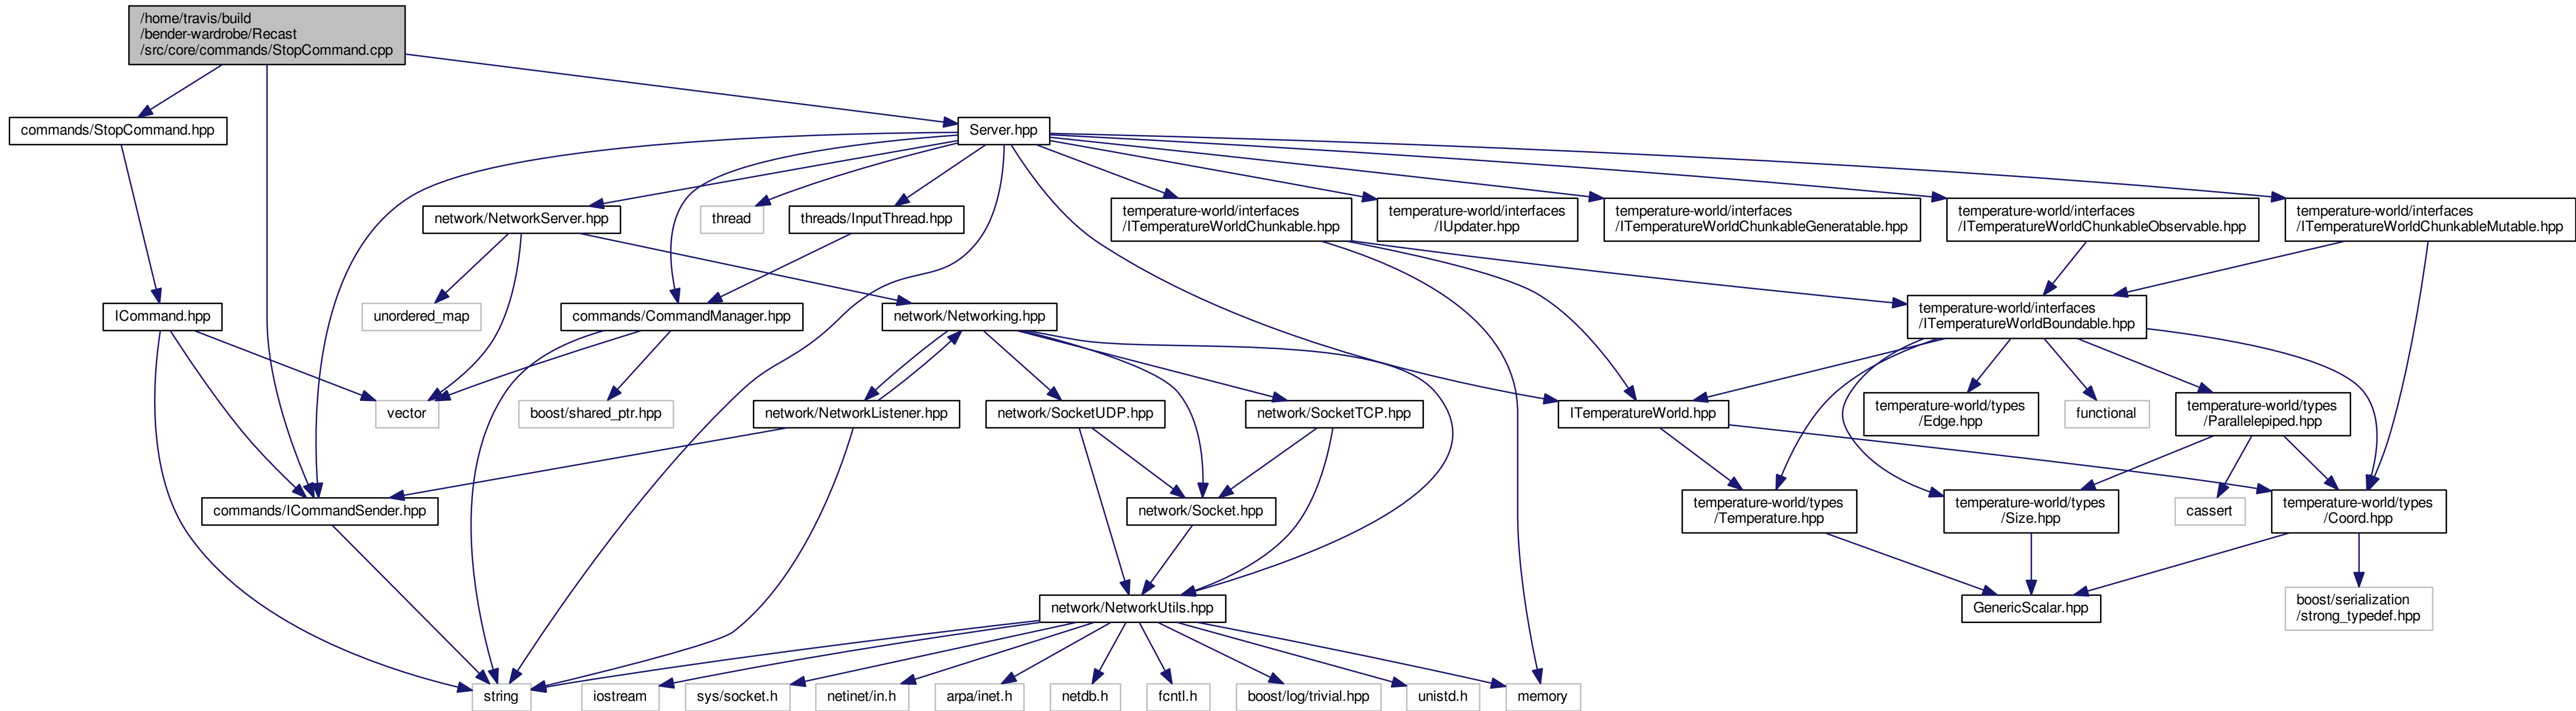 /home/travis/build
/bender-wardrobe/Recast
/src/core/commands/StopCommand.cpp
commands/StopCommand.hpp
Server.hpp
network/NetworkServer.hpp
thread
threads/InputThread.hpp
temperature-world/interfaces
/ITemperatureWorldChunkable.hpp
temperature-world/interfaces
/IUpdater.hpp
temperature-world/interfaces
/ITemperatureWorldChunkableGeneratable.hpp
temperature-world/interfaces
/ITemperatureWorldChunkableObservable.hpp
temperature-world/interfaces
/ITemperatureWorldChunkableMutable.hpp
ICommand.hpp
unordered_map
commands/CommandManager.hpp
network/Networking.hpp
temperature-world/interfaces
/ITemperatureWorldBoundable.hpp
vector
boost/shared_ptr.hpp
network/NetworkListener.hpp
network/SocketUDP.hpp
network/SocketTCP.hpp
ITemperatureWorld.hpp
temperature-world/types
/Edge.hpp
functional
temperature-world/types
/Parallelepiped.hpp
commands/ICommandSender.hpp
network/Socket.hpp
temperature-world/types
/Temperature.hpp
temperature-world/types
/Size.hpp
cassert
temperature-world/types
/Coord.hpp
network/NetworkUtils.hpp
GenericScalar.hpp
boost/serialization
/strong_typedef.hpp
string
iostream
sys/socket.h
netinet/in.h
arpa/inet.h
netdb.h
fcntl.h
boost/log/trivial.hpp
unistd.h
memory